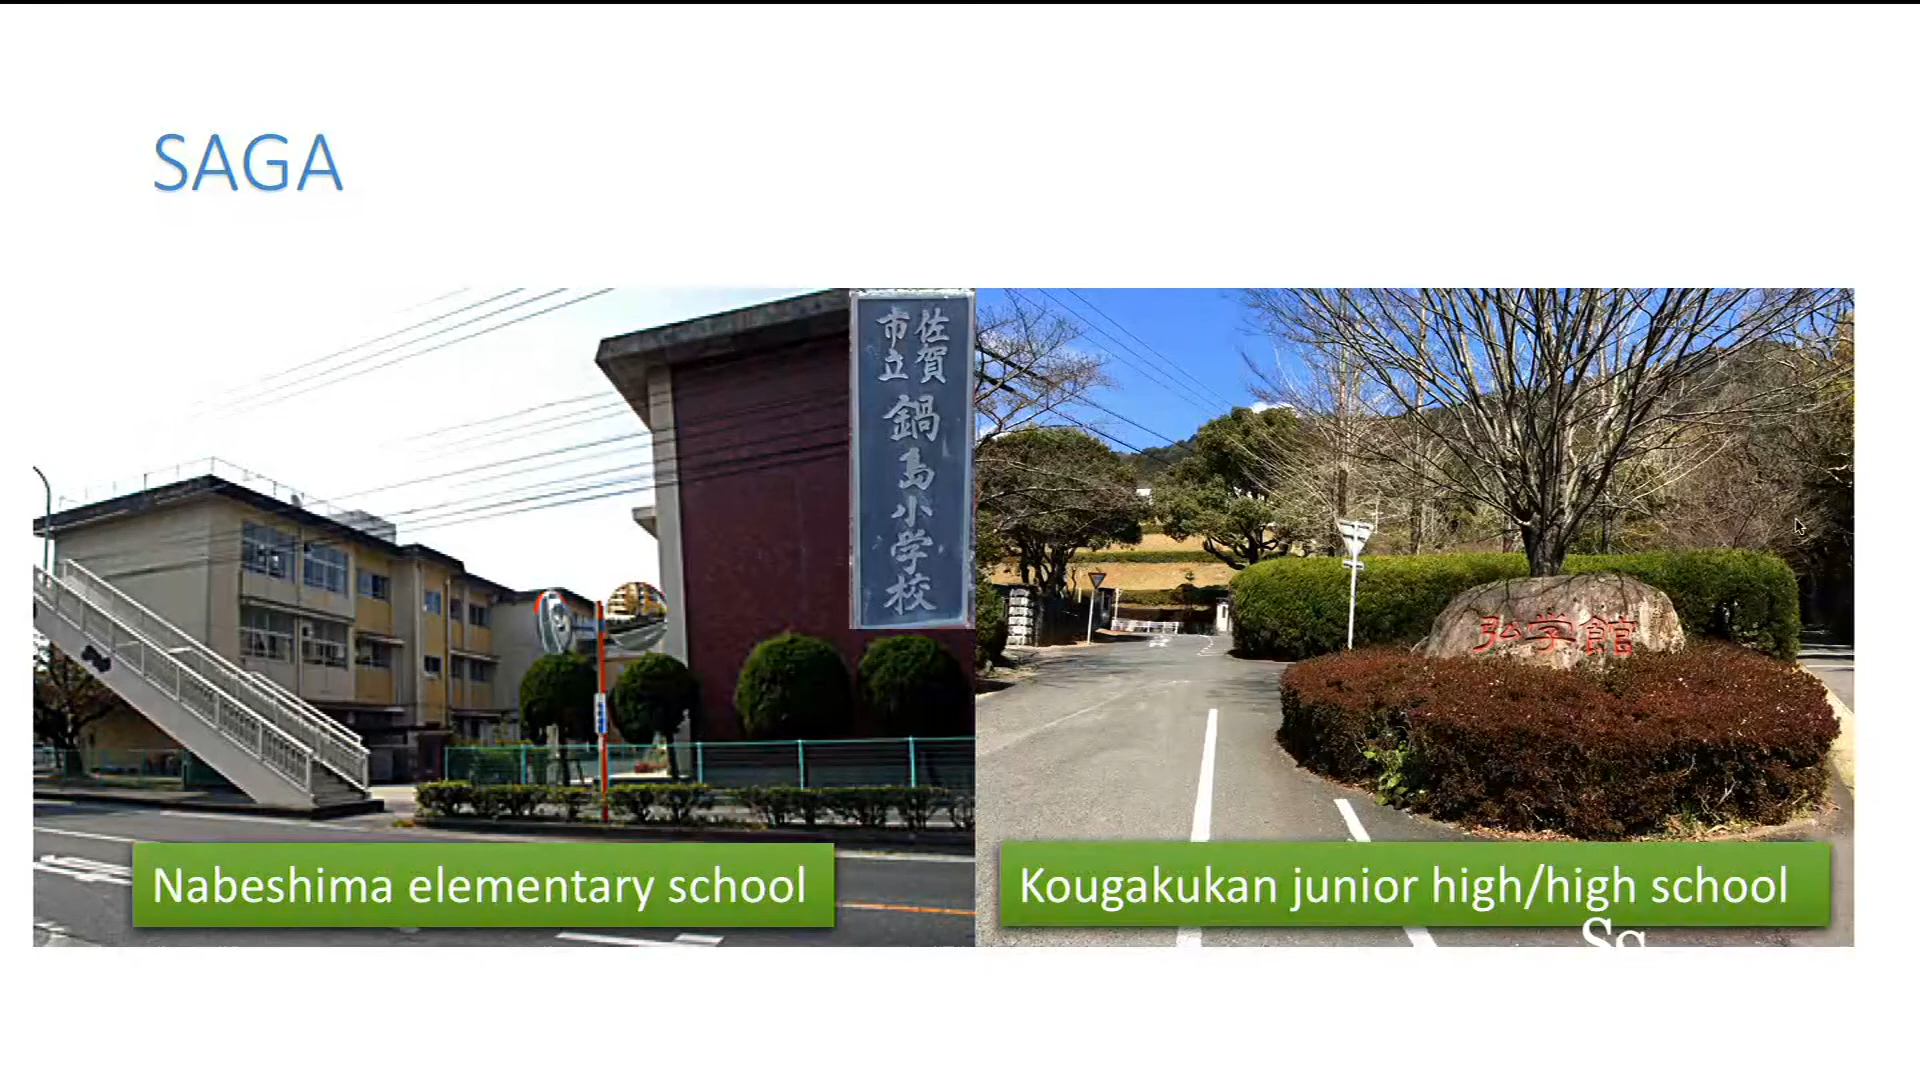 SAGA
佐賀
市立
鍋島小学校
弘学館
Nabeshima elementary school
Kougakukan junior high/high school